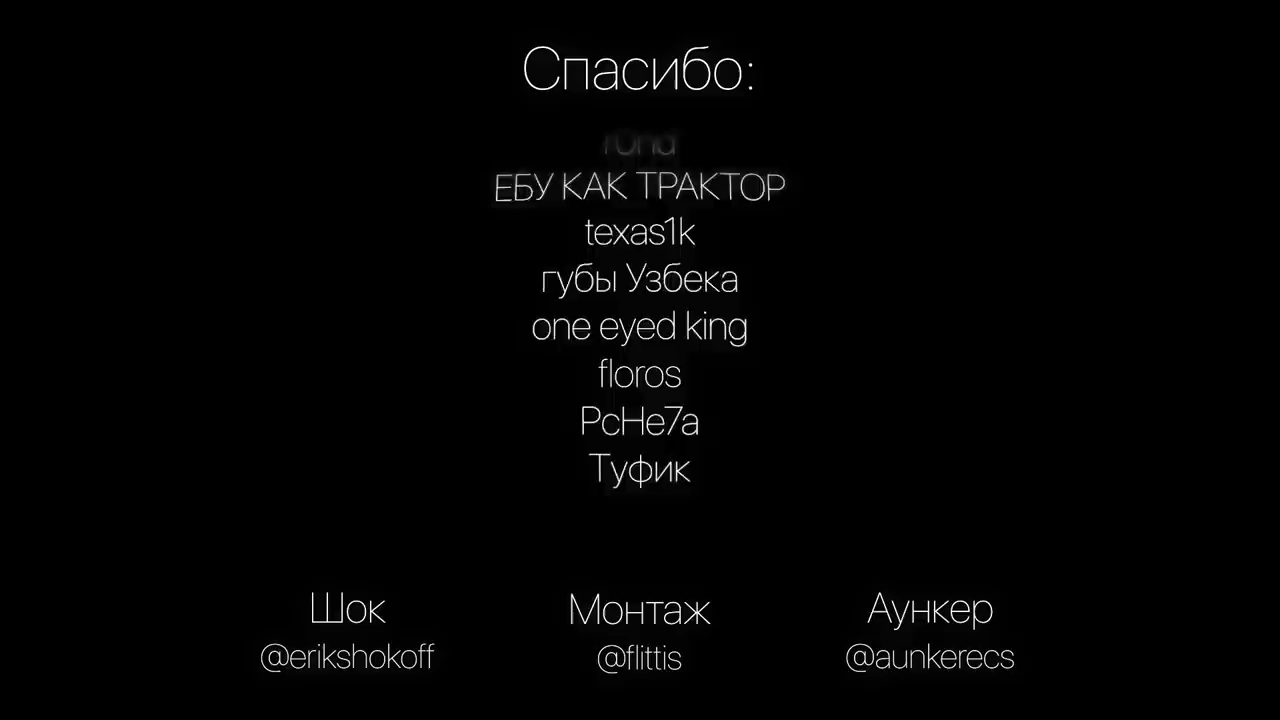 Спасибо:
ЕБУ КАК ТРАКТОР
texas1k
губы Узбека
one eyed king
floros
PcHe7a
Туфик
Шок
Монтаж
Аункер
@erikshokoff
@flittis
@aunkerecs